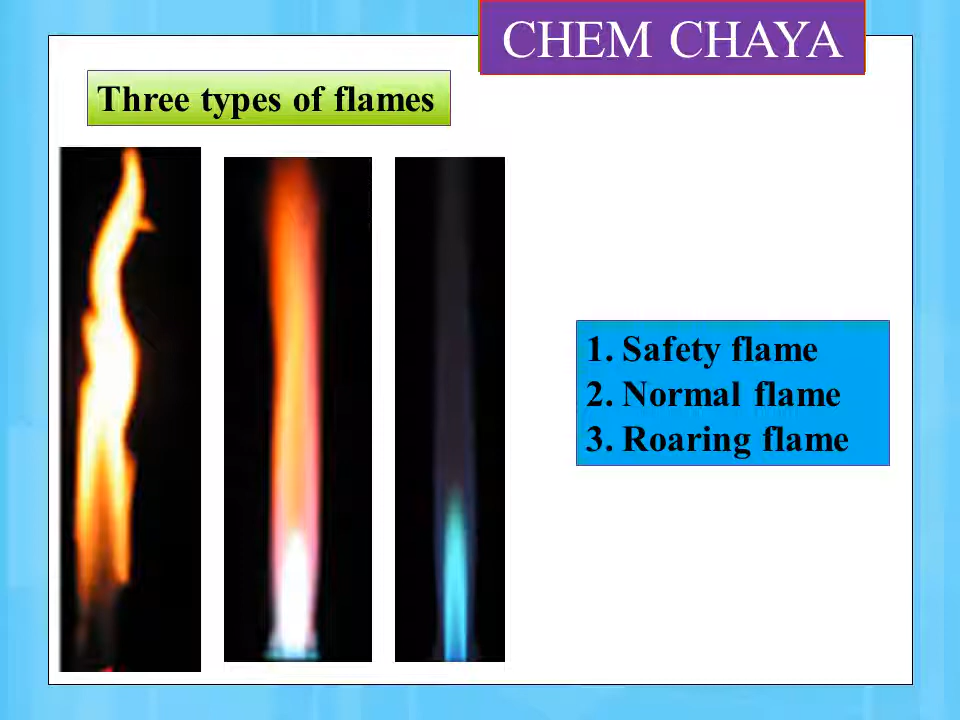 CHEM CHAYA
Three types of flames
1. Safety flame
2. Normal flame
3. Roaring flame